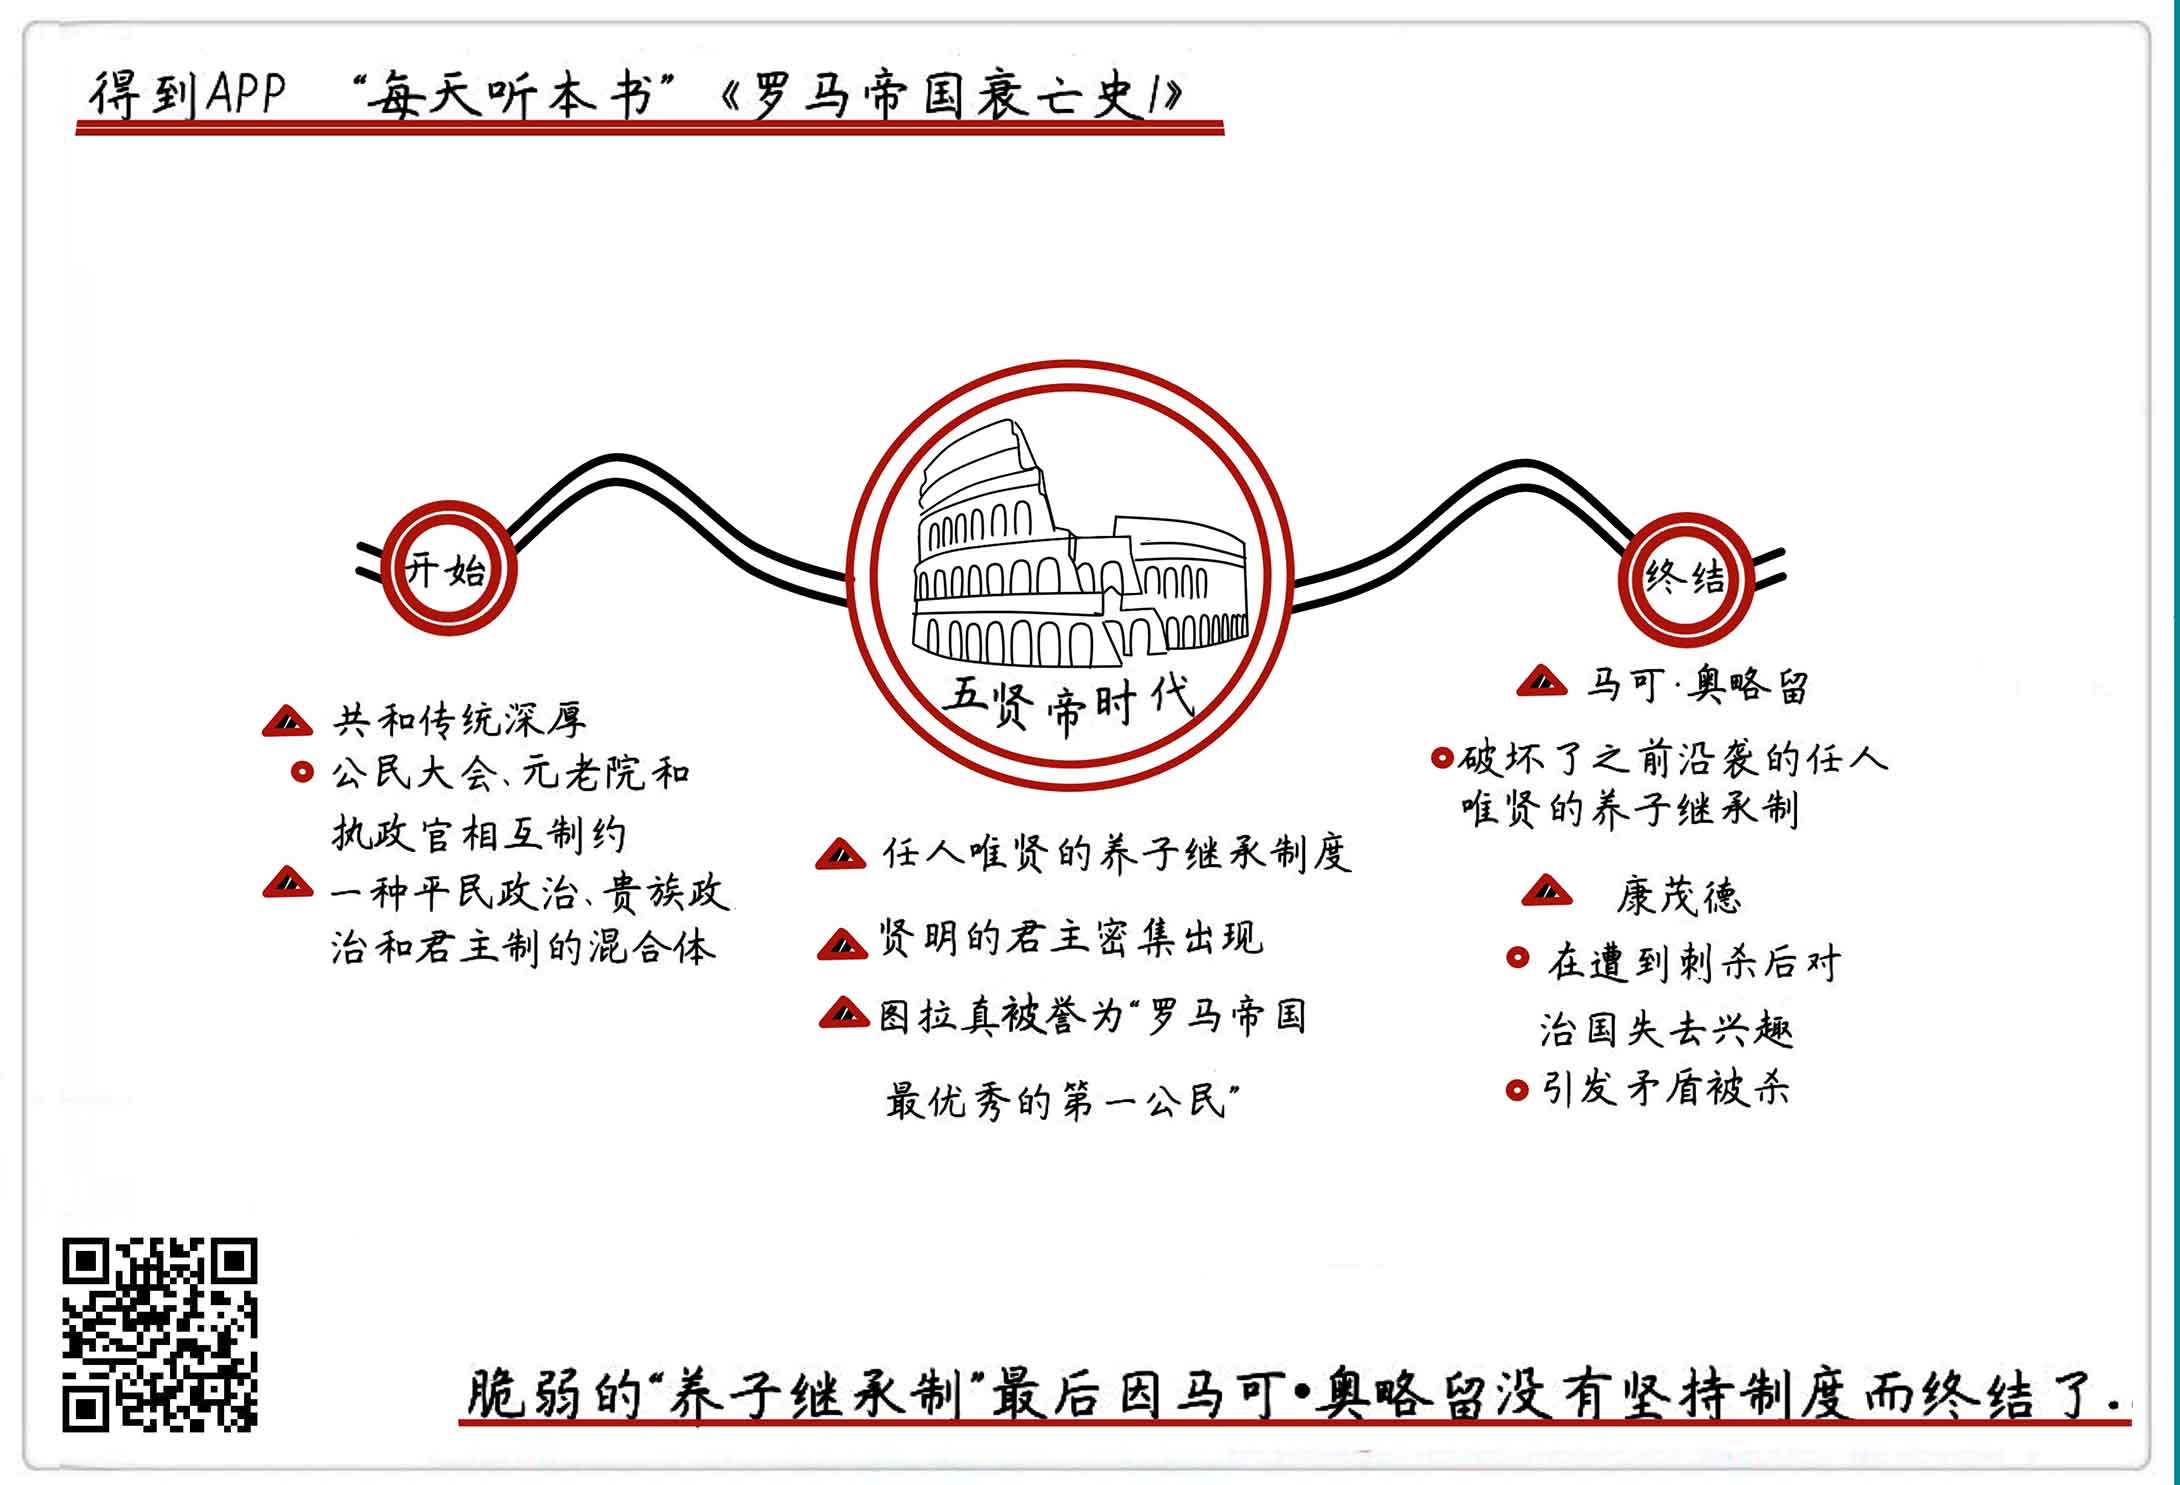 得到APP “每天听本书”《罗马帝国衰亡史1》
开始
五贤帝时代
终结
共和传统深厚
公民大会、元老院和
执政官相互制约
一种平民政治、贵族政
治和君主制的混合体
任人唯贤的养子继承制度
贤明的君主密集出现
图拉真被誉为“罗马帝国
最优秀的第一公民”
马可·奥略留
破坏了之前沿袭的任人
唯贤的养子继承制
康茂德
在遭到刺杀后对
治国失去兴趣
引发矛盾被杀
脆弱的“养子继承制”最后因马可•奥略留没有坚持制度而终结了..